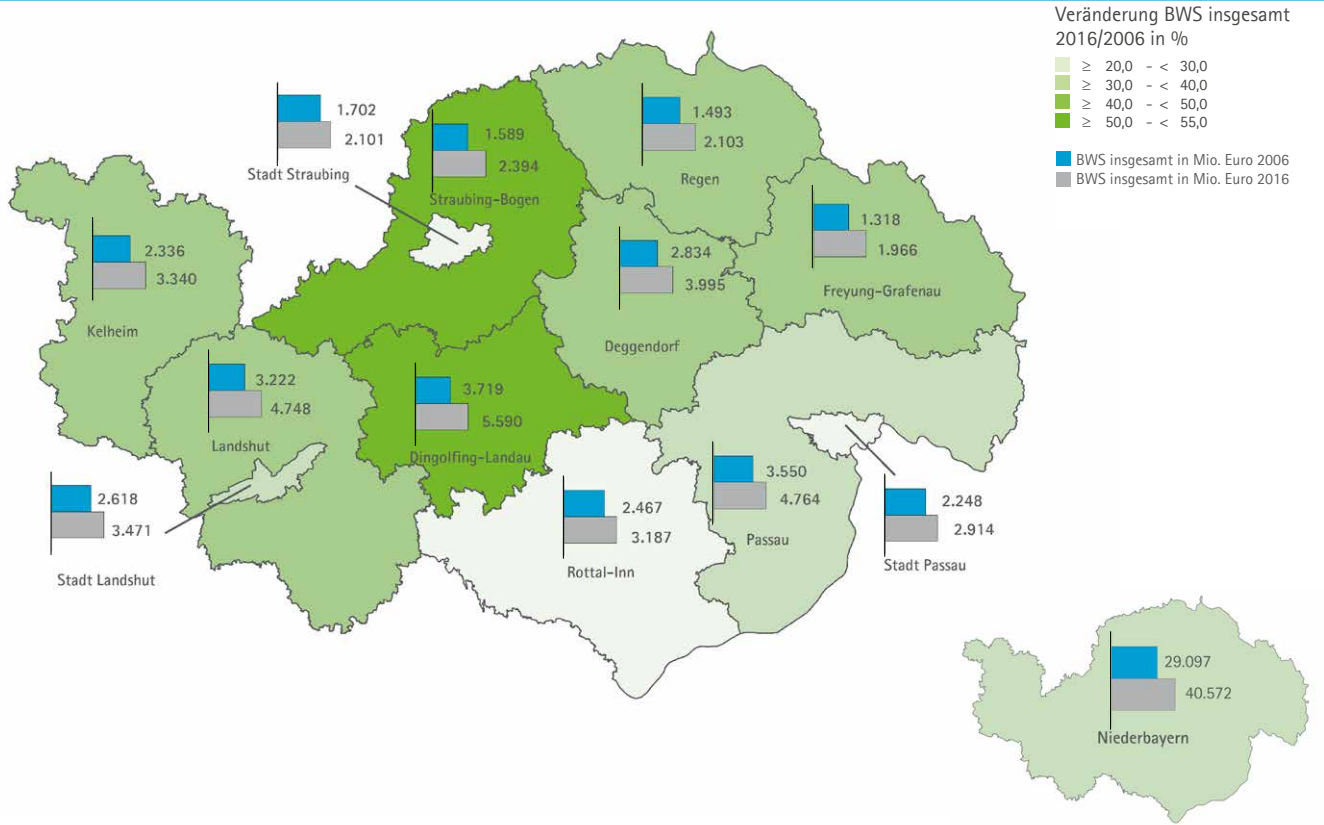 Veränderung BWS insgesamt
2016/2006 in %
≥ 20,0 - < 30,0
≥ 30,0 - < 40,0
≥ 40,0 - < 50,0
≥ 50,0 - < 55,0
BWS insgesamt in Mio. Euro 2006
BWS insgesamt in Mio. Euro 2016
1.702
2.101
Stadt Straubing
1.589
2.394
Straubing-Bogen
1.493
2.103
Regen
2.336
3.340
Kelheim
2.834
3.995
Deggendorf
1.318
1.966
Freyung-Grafenau
3.222
4.748
Landshut
3.719
5.590
Dingolfing-Landau
2.618
3.471
Stadt Landshut
2.467
3.187
Rottal-Inn
3.550
4.764
Passau
2.248
2.914
Stadt Passau
29.097
40.572
Niederbayern